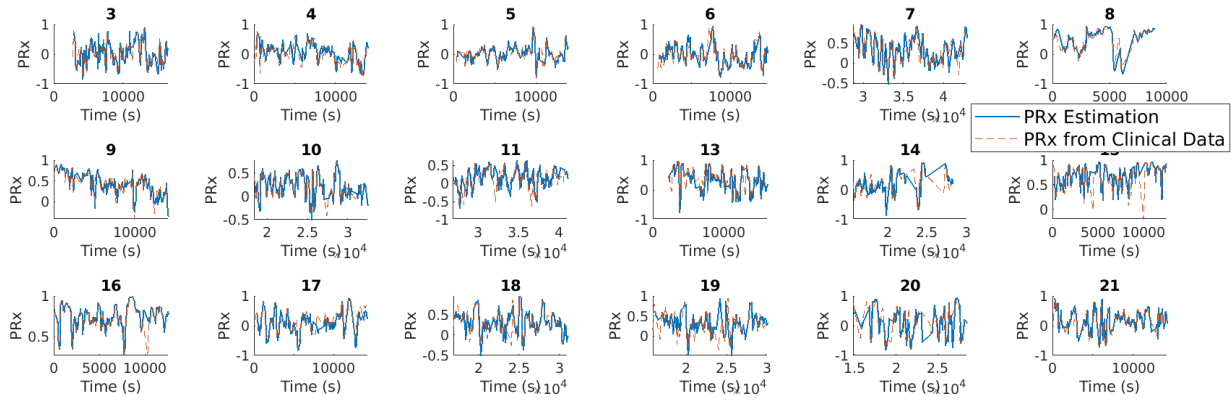 3 4 5 6 7 8
PRx PRx PRx PRx PRx PRx
1 1 1 1 1
0 0 0 0 0.5 0 0
-1 -1 -1 -1 -0.5 -1
0 10000 0 10000 0 10000 0 10000 3 3.5 4 0 5000 10000
Time (s) Time (s) Time (s) Time (s) Time (s) 10⁴
PRx Estimation
PRx from Clinical Data
9 10 11 13 14
PRx PRx PRx PRx PRx PRx
1 0.5 0
0.5 0 -0.5
0.5 0 -0.5 -1
1 0 -1
1 0 -1
1 0.5 0
0 10000 2 2.5 3 3 3.5 4 0 10000 2 2.5 3 0 5000 10000
Time (s) Time (s) 10⁴ Time (s) 10⁴ Time (s) Time (s) 10⁴ Time (s)
16 17 18 19 20 21
PRx PRx PRx PRx PRx PRx
1 0.5
1 0 -1
0.5 0 -0.5
0.5 0
1 0 -1
1 0 -1
0 5000 10000 0 10000 2 2.5 3 2 2.5 3 1.5 2 2.5 0 10000
Time (s) Time (s) Time (s) 10⁴ Time (s) 10⁴ Time (s) 10⁴ Time (s)